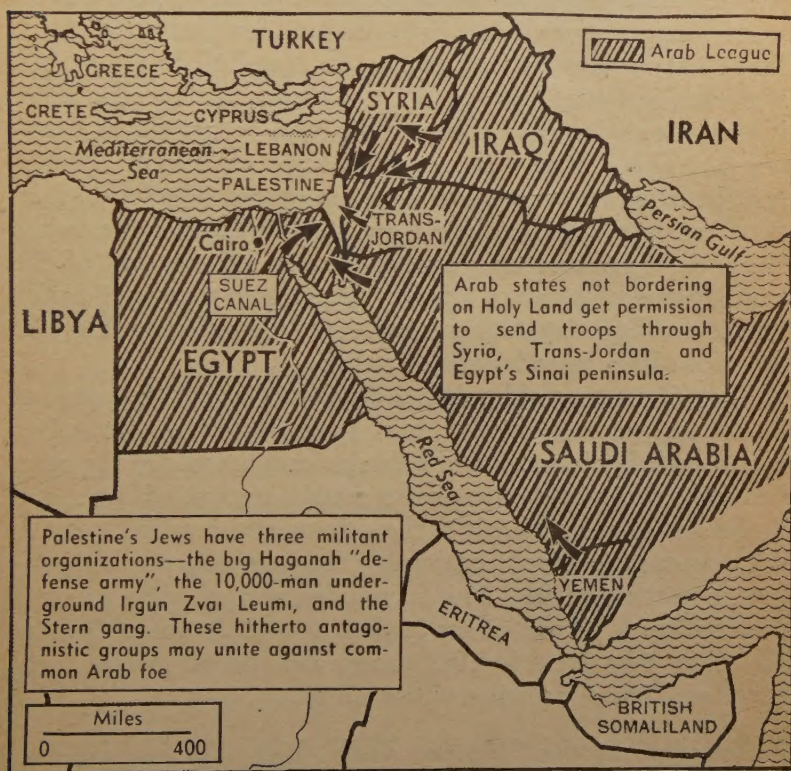 TURKEY
Arab League
GREECE
CRETE
CYPRUS
SYRIA
IRAQ
IRAN
Mediterranean
Sea
LEBANON
PALESTINE
TRANS-
JORDAN
Persian Gulf
Cairo
SUEZ
CANAL
LIBYA
EGYPT
Arab states not bordering
on Holy Land get permission
to send troops through
Syria, Trans-Jordan and
Egypt's Sinai peninsula.
Red Sea
SAUDI ARABIA
Palestine's Jews have three militant
organizations—the big Haganah "de-
fense army", the 10,000-man under-
ground Irgun Zvai Leumi, and the
Stern gang. These hitherto antago-
nistic groups may unite against com-
mon Arab foe
YEMEN
ERITREA
BRITISH
SOMALILAND
Miles
0 400